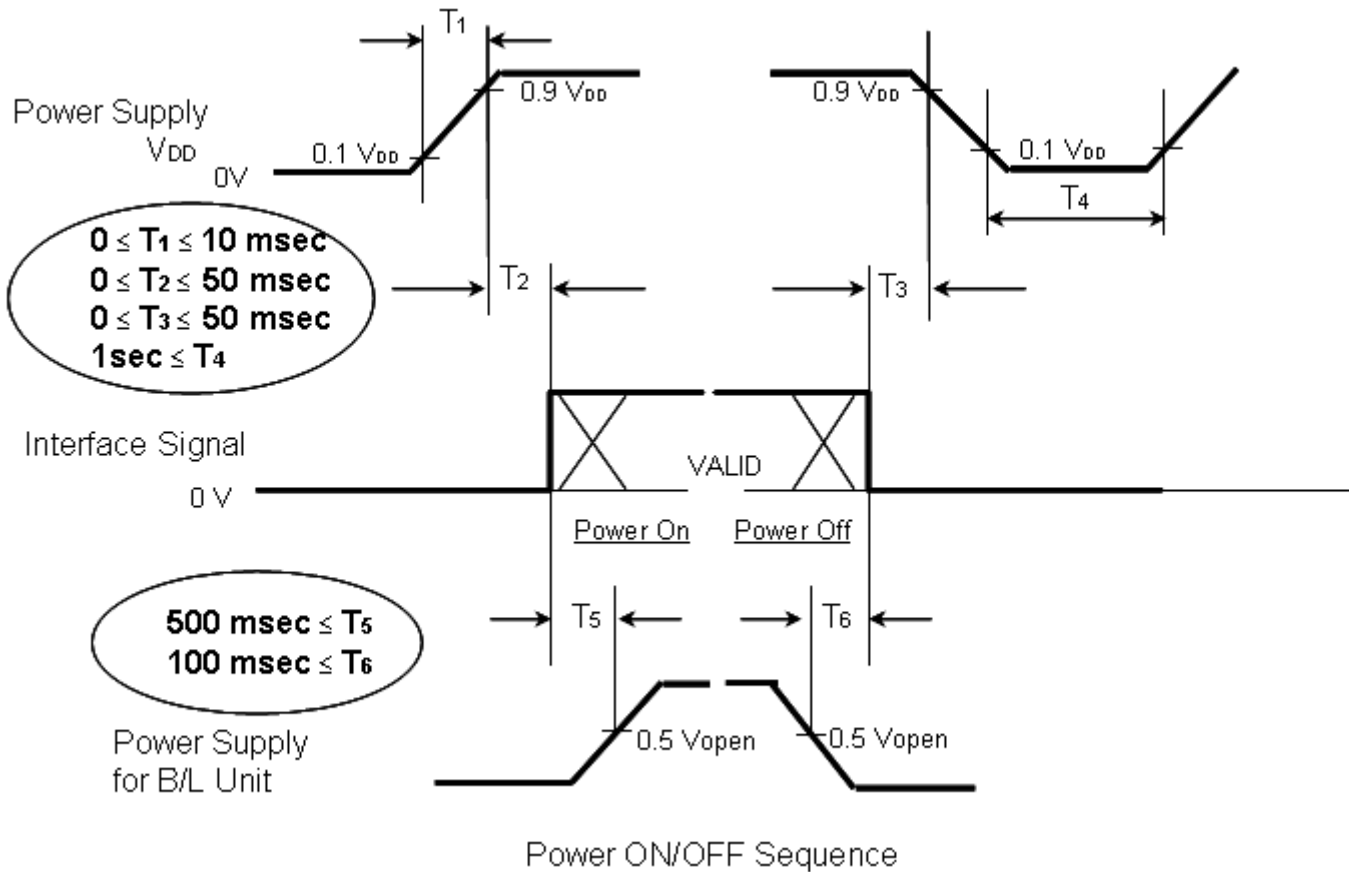 T1
0.9 VDD
0.9 VDD
Power Supply
VDD
0.1 VDD
0.1 VDD
0V
T4
0 ≤ T1 ≤ 10 msec
0 ≤ T2 ≤ 50 msec
0 ≤ T3 ≤ 50 msec
1sec ≤ T4
T2
T3
Interface Signal
VALID
0 V
Power On
Power Off
T5
T6
500 msec ≤ T5
100 msec ≤ T6
Power Supply
for B/L Unit
0.5 Vopen
0.5 Vopen
Power ON/OFF Sequence